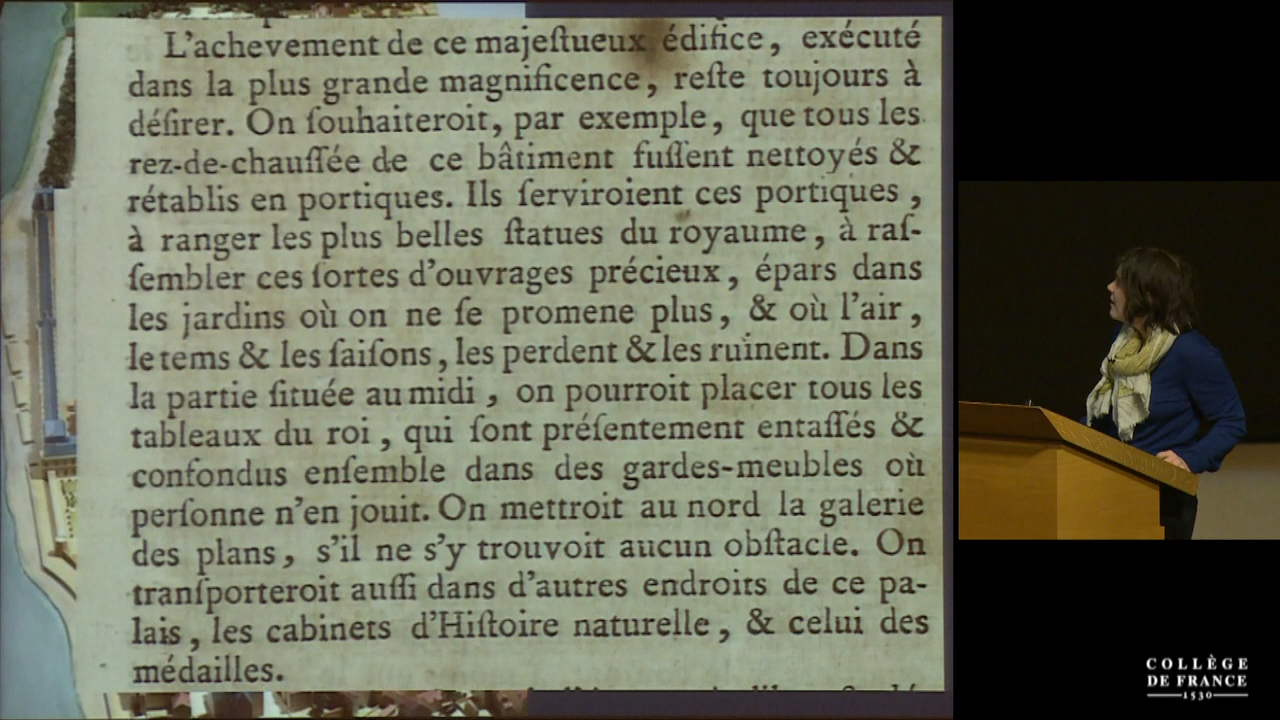 L'achevement de ce majeſtueux édifice, exécuté
dans la plus grande magnificence, reſte toujours à
déſirer. On ſouhaiteroit, par exemple, que tous les
rez-de-chauſſée de ce bâtiment fuſſent nettoyés &
rétablis en portiques. Ils ſerviroient ces portiques,
à ranger les plus belles ſtatues du royaume, à raſ-
ſembler ces ſortes d'ouvrages précieux, épars dans
les jardins où on ne ſe promene plus, & où l'air,
le tems & les ſaiſons, les perdent & les ruinent. Dans
la partie ſituée au midi, on pourroit placer tous les
tableaux du roi, qui ſont préſentement entaſſés &
confondus enſemble dans des gardes-meubles où
perſonne n'en jouit. On mettroit au nord la galerie
des plans, s'il ne s'y trouvoit aucun obſtacle. On
tranſporteroit auſſi dans d'autres endroits de ce pa-
lais, les cabinets d'Hiſtoire naturelle, & celui des
médailles.
COLLÈGE
DE FRANCE
1530